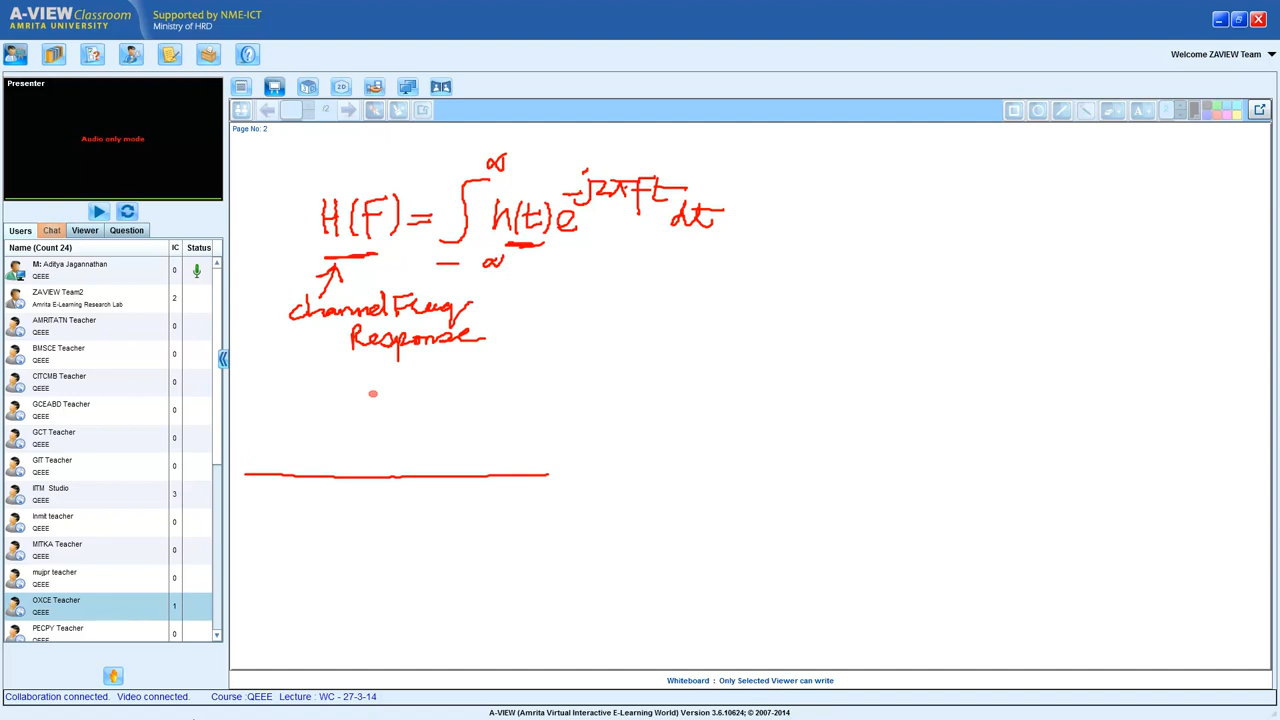 A-VIEW Classroom
AMRITA UNIVERSITY
Supported by NME-ICT
Ministry of HRD
Welcome ZAVIEW Team
Presenter
Audio only mode
2D
/2
2
A
Page No: 2
H(F) = ∫ h(t) e^{-j2πft} dt
∞
- ∞
channel Freq
Response
Users Chat Viewer Question
Name (Count 24) IC Status
M: Aditya Jagannathan 0
QEEE
ZAVIEW Team2 2
Amrita E-Learning Research Lab
AMRITATN Teacher 0
QEEE
BMSCE Teacher 0
QEEE
CITCMB Teacher 0
QEEE
GCEABD Teacher 0
QEEE
GCT Teacher 0
QEEE
GIT Teacher 0
QEEE
IITM Studio 3
QEEE
Inmit teacher 0
QEEE
MITKA Teacher 0
QEEE
mujpr teacher 0
QEEE
OXCE Teacher 1
QEEE
PECPY Teacher 0
QEEE
Whiteboard : Only Selected Viewer can write
Collaboration connected. Video connected. Course :QEEE Lecture : WC - 27-3-14
A-VIEW (Amrita Virtual Interactive E-Learning World) Version 3.6.10624; © 2007-2014